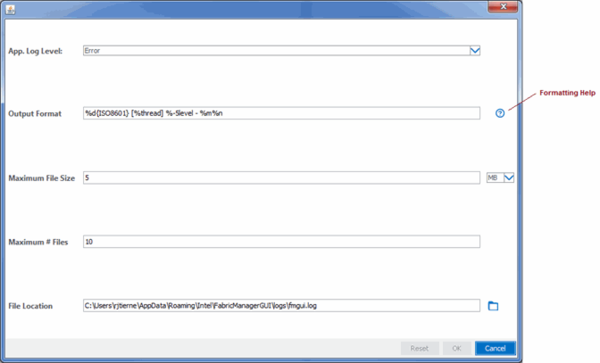 App. Log Level:
Error
Formatting Help
Output Format
%d{ISO8601} [%thread] %-5level - %m%n
Maximum File Size
5
MB
Maximum # Files
10
File Location
C:\Users\rjtierne\AppData\Roaming\Intel\FabricManagerGUI\logs\fmgui.log
Reset
OK
Cancel